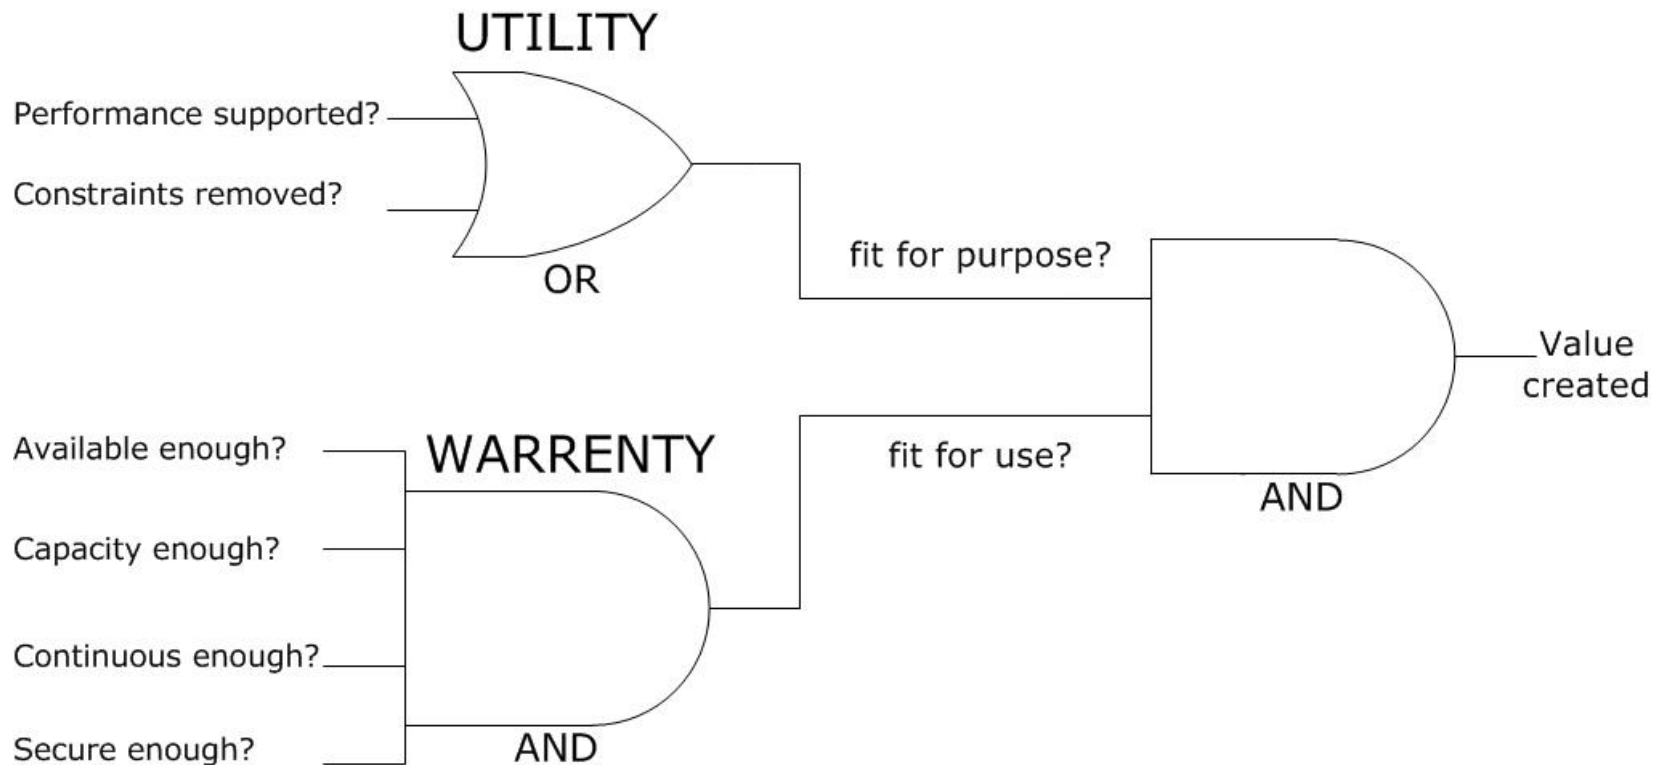 UTILITY
Performance supported?
Constraints removed?
OR
fit for purpose?
Value
created
Available enough?
WARRENTY
fit for use?
AND
Capacity enough?
Continuous enough?
Secure enough?
AND